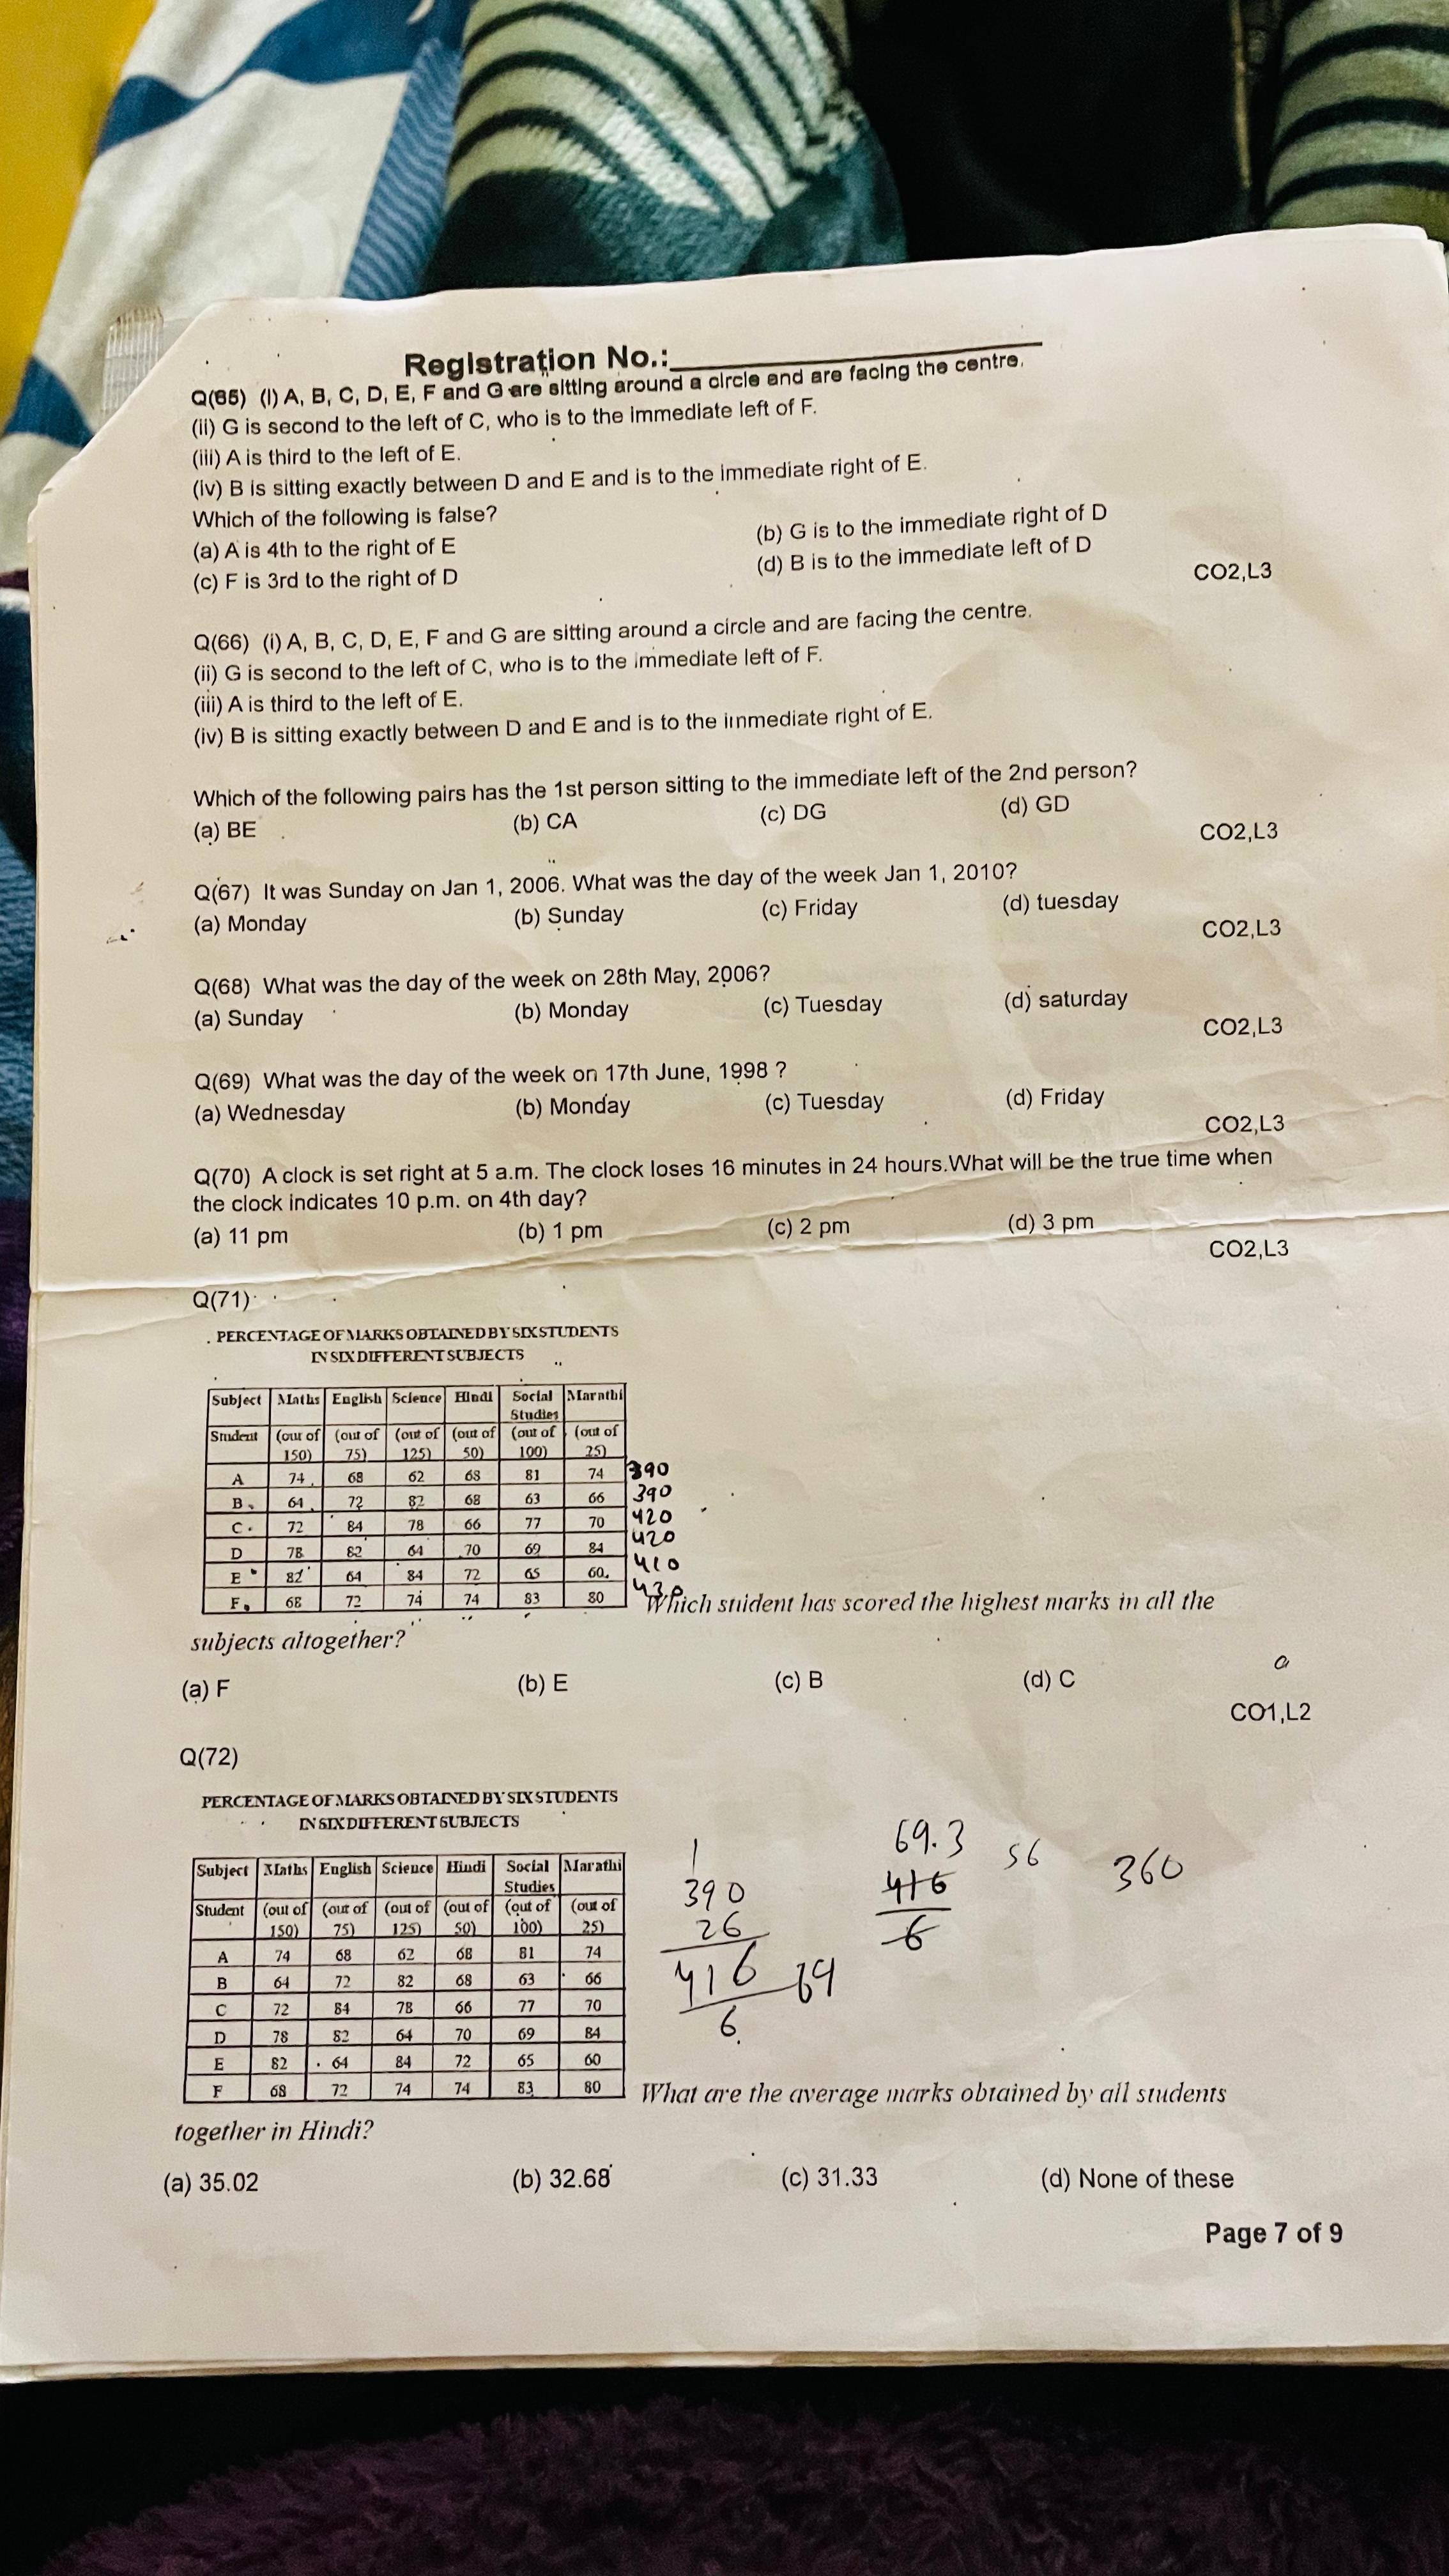 Registration No.:
Q(65) (i) A, B, C, D, E, F and G are sitting around a circle and are facing the centre.
(ii) G is second to the left of C, who is to the immediate left of F.
(iii) A is third to the left of E.
(iv) B is sitting exactly between D and E and is to the immediate right of E.
Which of the following is false?
(a) A is 4th to the right of E (b) G is to the immediate right of D
(c) F is 3rd to the right of D (d) B is to the immediate left of D
CO2,L3
Q(66) (i) A, B, C, D, E, F and G are sitting around a circle and are facing the centre.
(ii) G is second to the left of C, who is to the immediate left of F.
(iii) A is third to the left of E.
(iv) B is sitting exactly between D and E and is to the immediate right of E.
Which of the following pairs has the 1st person sitting to the immediate left of the 2nd person?
(a) BE (b) CA (c) DG (d) GD
CO2,L3
Q(67) It was Sunday on Jan 1, 2006. What was the day of the week Jan 1, 2010?
(a) Monday (b) Sunday (c) Friday (d) tuesday
CO2,L3
Q(68) What was the day of the week on 28th May, 2006?
(a) Sunday (b) Monday (c) Tuesday (d) saturday
CO2,L3
Q(69) What was the day of the week on 17th June, 1998 ?
(a) Wednesday (b) Monday (c) Tuesday (d) Friday
CO2,L3
Q(70) A clock is set right at 5 a.m. The clock loses 16 minutes in 24 hours.What will be the true time when
the clock indicates 10 p.m. on 4th day?
(a) 11 pm (b) 1 pm (c) 2 pm (d) 3 pm
CO2,L3
Q(71)
PERCENTAGE OF MARKS OBTAINED BY SIX STUDENTS
IN SIX DIFFERENT SUBJECTS
Subject Maths English Science Hindi Social Studies Marathi
Student (out of 150) (out of 75) (out of 125) (out of 50) (out of 100) (out of 25)
A 74 68 62 68 81 74 390
B 64 72 82 68 63 66 390
C 72 84 78 66 77 70 420
D 78 82 64 70 69 84 420
E 82 64 84 72 65 60 410
F 68 72 74 74 83 80 430
Which student has scored the highest marks in all the
subjects altogether?
a
(a) F (b) E (c) B (d) C
CO1,L2
Q(72)
PERCENTAGE OF MARKS OBTAINED BY SIX STUDENTS
IN SIX DIFFERENT SUBJECTS
Subject Maths English Science Hindi Social Studies Marathi
Student (out of 150) (out of 75) (out of 125) (out of 50) (out of 100) (out of 25)
A 74 68 62 68 81 74
B 64 72 82 68 63 66
C 72 84 78 66 77 70
D 78 82 64 70 69 84
E 82 64 84 72 65 60
F 68 72 74 74 83 80
1
390
26
416
6
69.3
416
6
56
360
What are the average marks obtained by all students
together in Hindi?
(a) 35.02 (b) 32.68 (c) 31.33 (d) None of these
Page 7 of 9